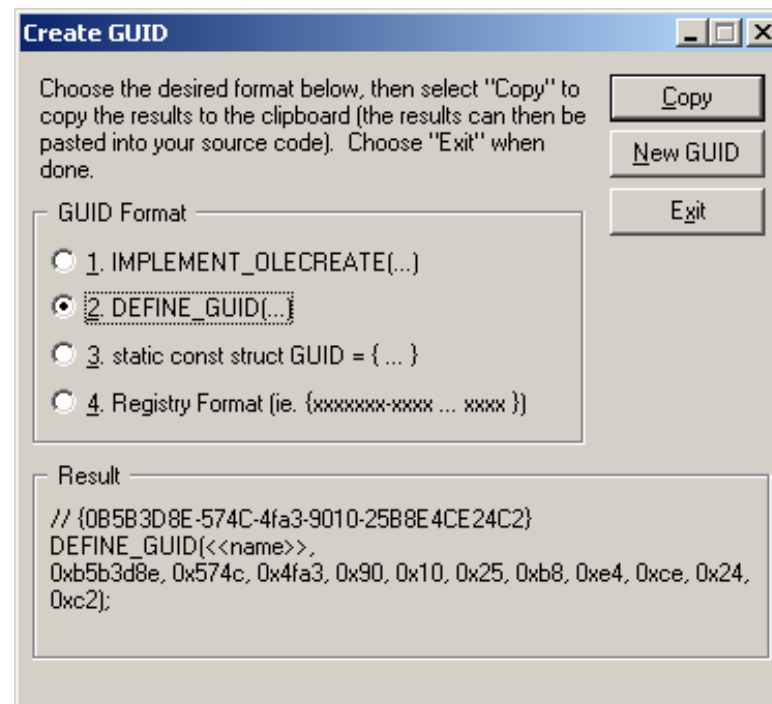 Create GUID
Choose the desired format below, then select "Copy" to
copy the results to the clipboard (the results can then be
pasted into your source code).  Choose "Exit" when
done.
Copy
New GUID
Exit
GUID Format
1. IMPLEMENT_OLECREATE(...)
2. DEFINE_GUID(...)
3. static const struct GUID = { ... }
4. Registry Format (ie. {xxxxxxx-xxxx ... xxxx })
Result
// {0B5B3D8E-574C-4fa3-9010-25B8E4CE24C2}
DEFINE_GUID(<<name>>,
0xb5b3d8e, 0x574c, 0x4fa3, 0x90, 0x10, 0x25, 0xb8, 0xe4, 0xce, 0x24,
0xc2);